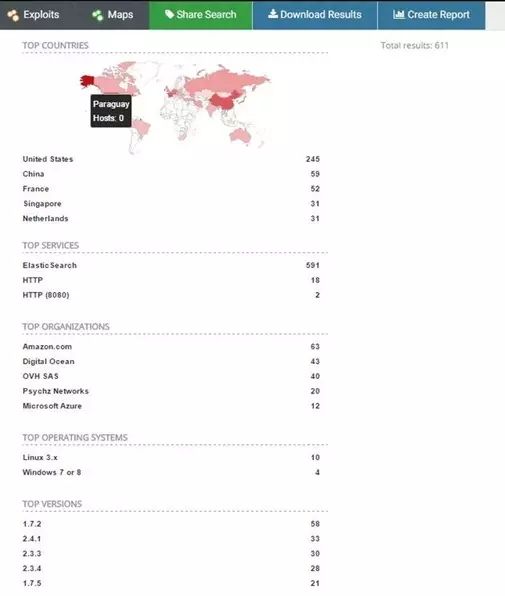 Exploits Maps Share Search Download Results Create Report
TOP COUNTRIES
Total results: 611
Paraguay
Hosts: 0
United States 245
China 59
France 52
Singapore 31
Netherlands 31
TOP SERVICES
ElasticSearch 591
HTTP 18
HTTP (8080) 2
TOP ORGANIZATIONS
Amazon.com 63
Digital Ocean 43
OVH SAS 40
Psychz Networks 20
Microsoft Azure 12
TOP OPERATING SYSTEMS
Linux 3.x 10
Windows 7 or 8 4
TOP VERSIONS
1.7.2 58
2.4.1 33
2.3.3 30
2.3.4 28
1.7.5 21